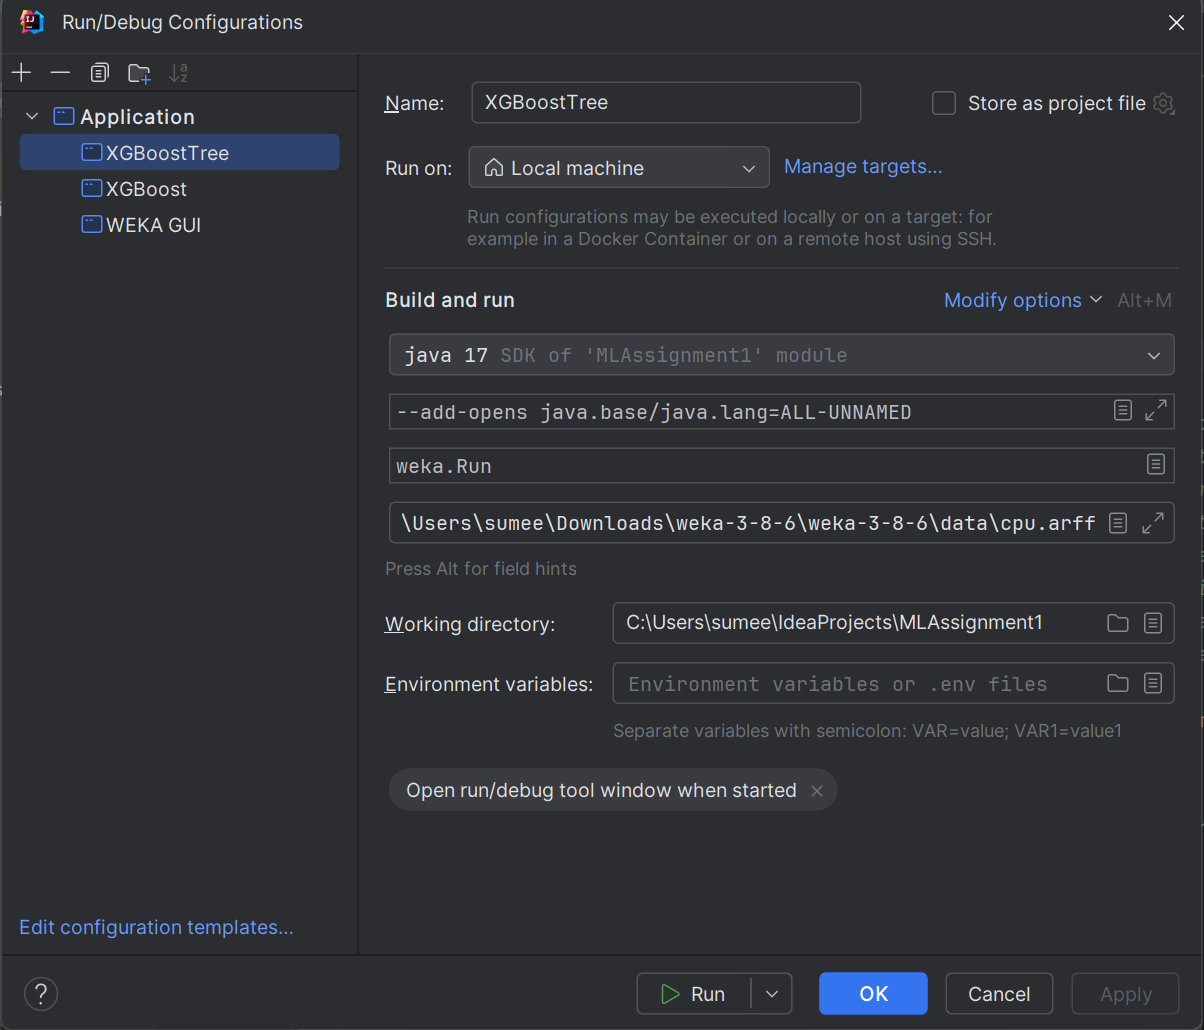 Run/Debug Configurations
Application
XGBoostTree
XGBoost
WEKA GUI
Edit configuration templates...
Name: XGBoostTree Store as project file
Run on: Local machine Manage targets...
Run configurations may be executed locally or on a target: for
example in a Docker Container or on a remote host using SSH.
Build and run Modify options Alt+M
java 17 SDK of 'MLAssignment1' module
--add-opens java.base/java.lang=ALL-UNNAMED
weka.Run
\Users\sumee\Downloads\weka-3-8-6\weka-3-8-6\data\cpu.arff
Press Alt for field hints
Working directory: C:\Users\sumee\IdeaProjects\MLAssignment1
Environment variables: Environment variables or .env files
Separate variables with semicolon: VAR=value; VAR1=value1
Open run/debug tool window when started
? Run OK Cancel Apply